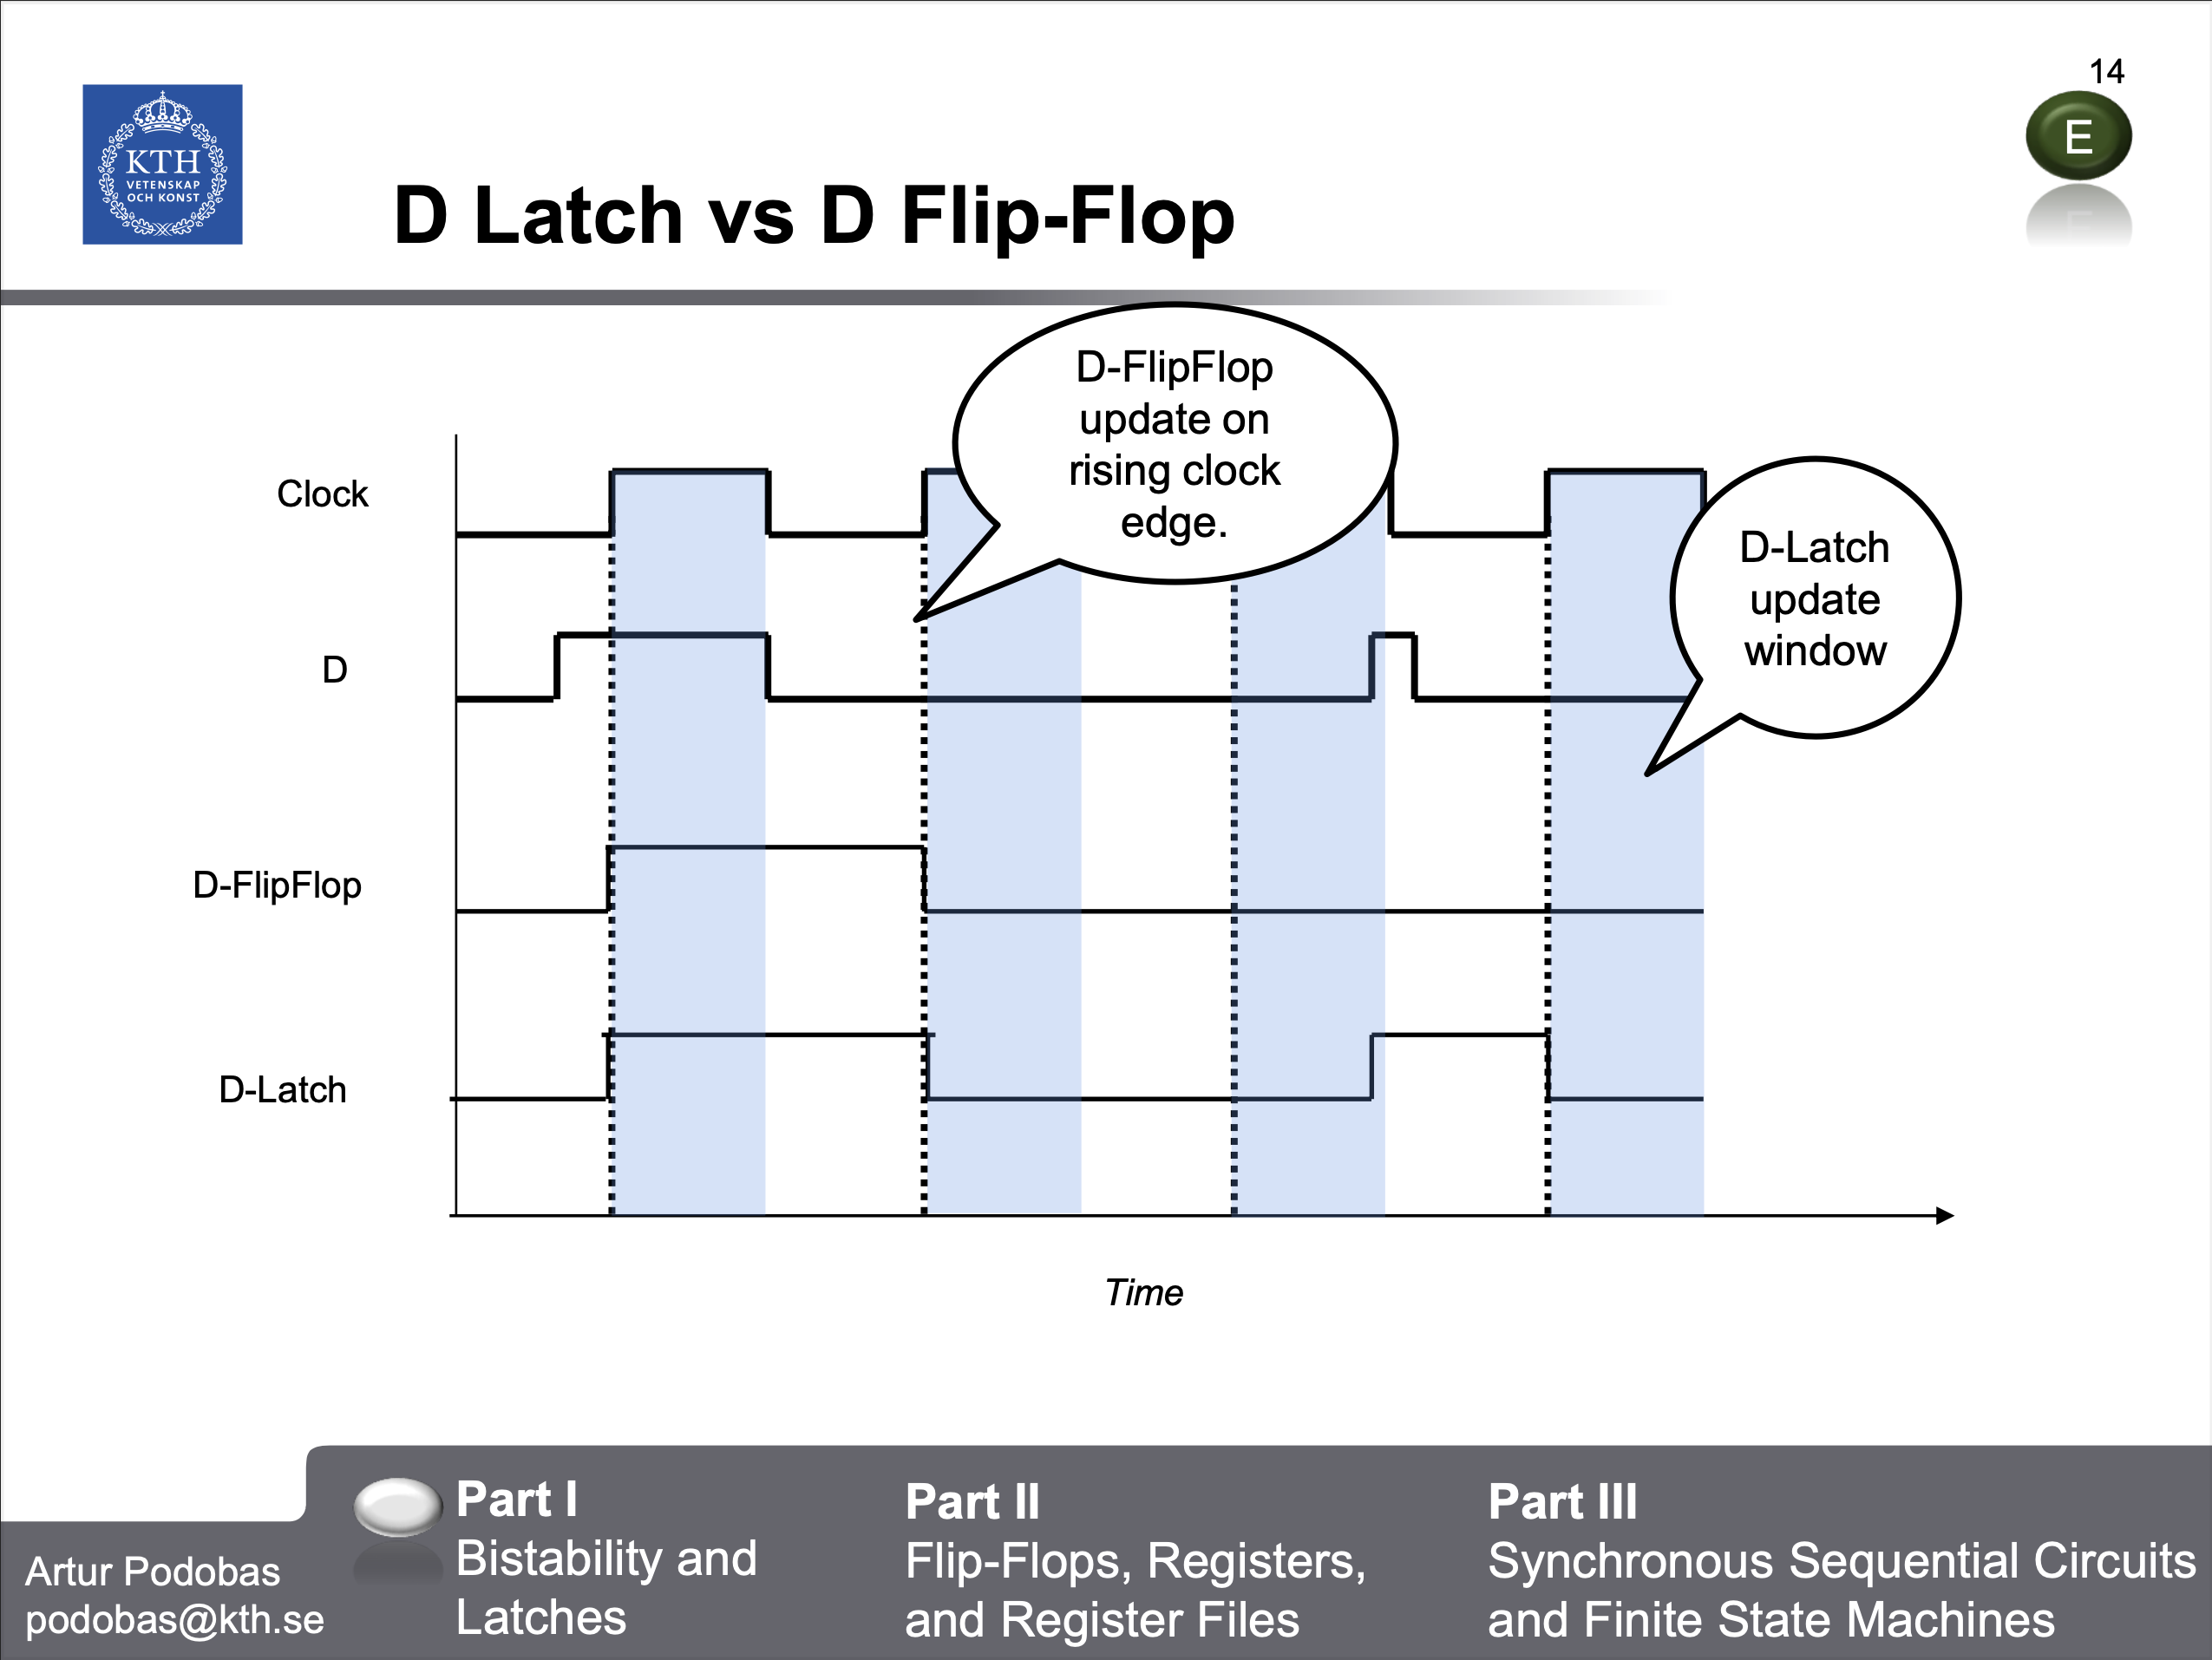 14
E
KTH
VETENSKAP
OCH KONST
D Latch vs D Flip-Flop
D-FlipFlop
update on
rising clock
edge.
Clock
D-Latch
update
window
D
D-FlipFlop
D-Latch
Time
Part I
Bistability and
Latches
Part II
Flip-Flops, Registers,
and Register Files
Part III
Synchronous Sequential Circuits
and Finite State Machines
Artur Podobas
podobas@kth.se